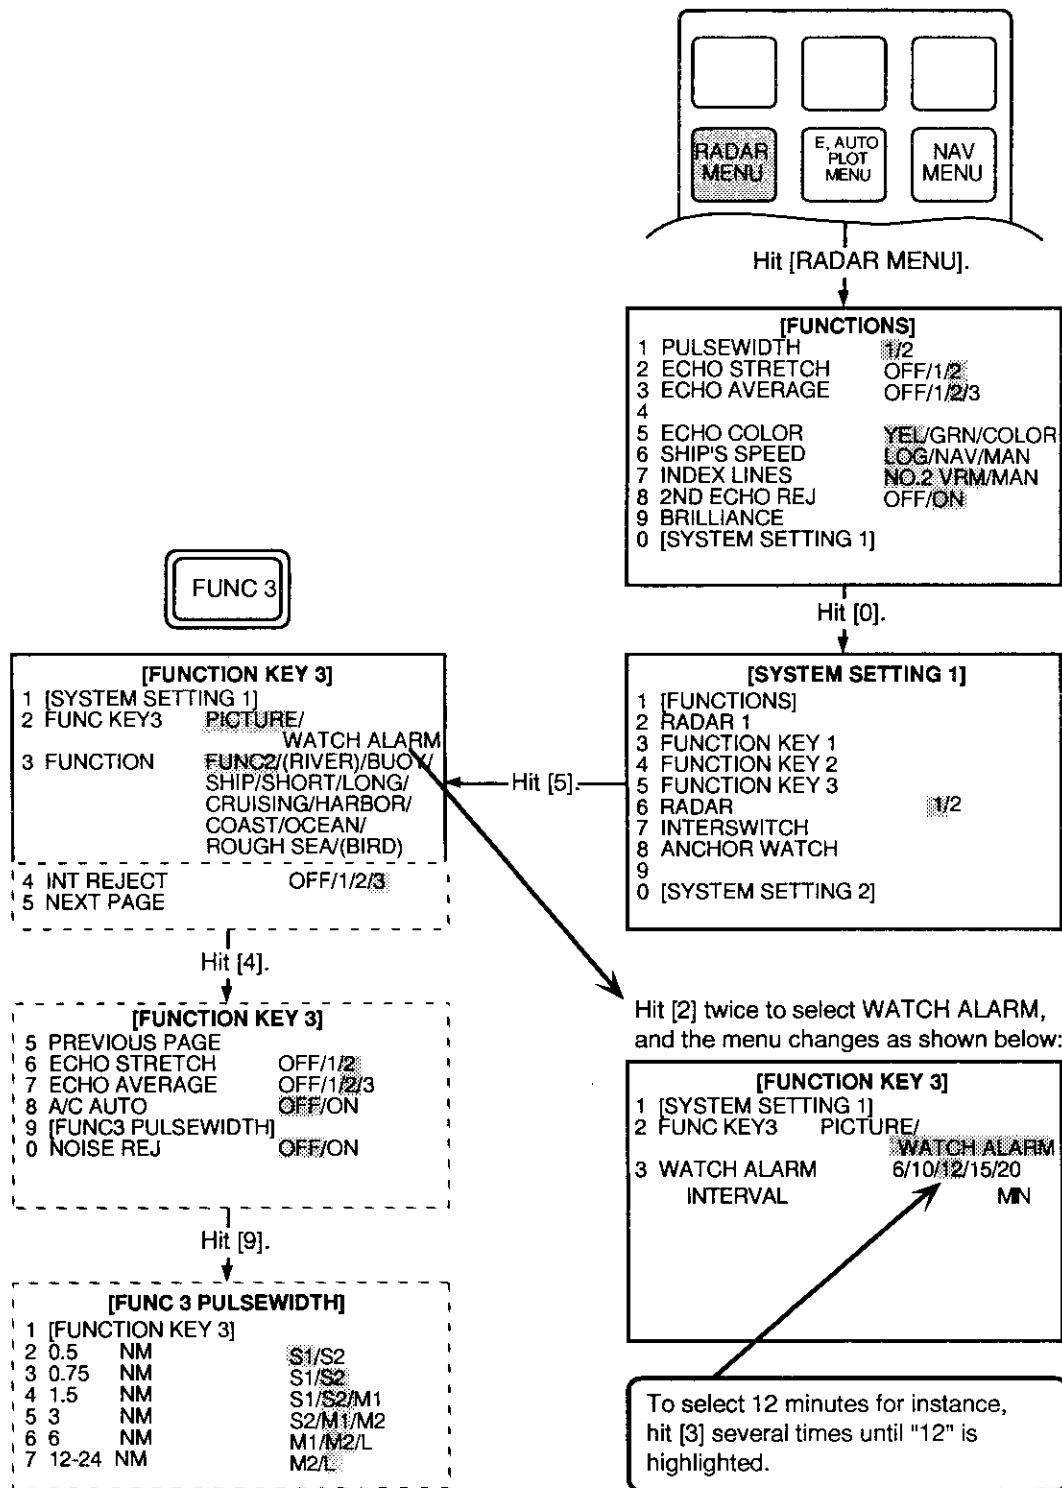 RADAR
MENU
E, AUTO
PLOT
MENU
NAV
MENU
Hit [RADAR MENU].
[FUNCTIONS]
1 PULSEWIDTH 1/2
2 ECHO STRETCH OFF/1/2
3 ECHO AVERAGE OFF/1/2/3
4
5 ECHO COLOR YEL/GRN/COLOR
6 SHIP'S SPEED LOG/NAV/MAN
7 INDEX LINES NO.2 VRM/MAN
8 2ND ECHO REJ OFF/ON
9 BRILLIANCE
0 [SYSTEM SETTING 1]
Hit [0].
[SYSTEM SETTING 1]
1 [FUNCTIONS]
2 RADAR 1
3 FUNCTION KEY 1
4 FUNCTION KEY 2
5 FUNCTION KEY 3
6 RADAR 1/2
7 INTERSWITCH
8 ANCHOR WATCH
9
0 [SYSTEM SETTING 2]
Hit [5].
FUNC 3
[FUNCTION KEY 3]
1 [SYSTEM SETTING 1]
2 FUNC KEY3 PICTURE/
WATCH ALARM
3 FUNCTION FUNC2/(RIVER)/BUOY/
SHIP/SHORT/LONG/
CRUISING/HARBOR/
COAST/OCEAN/
ROUGH SEA/(BIRD)
4 INT REJECT OFF/1/2/3
5 NEXT PAGE
Hit [4].
[FUNCTION KEY 3]
5 PREVIOUS PAGE
6 ECHO STRETCH OFF/1/2
7 ECHO AVERAGE OFF/1/2/3
8 A/C AUTO OFF/ON
9 [FUNC3 PULSEWIDTH]
0 NOISE REJ OFF/ON
Hit [9].
[FUNC 3 PULSEWIDTH]
1 [FUNCTION KEY 3]
2 0.5 NM S1/S2
3 0.75 NM S1/S2
4 1.5 NM S1/S2/M1
5 3 NM S2/M1/M2
6 6 NM M1/M2/L
7 12-24 NM M2/L
Hit [2] twice to select WATCH ALARM,
and the menu changes as shown below:
[FUNCTION KEY 3]
1 [SYSTEM SETTING 1]
2 FUNC KEY3 PICTURE/
WATCH ALARM
3 WATCH ALARM 6/10/12/15/20
INTERVAL MIN
To select 12 minutes for instance,
hit [3] several times until "12" is
highlighted.